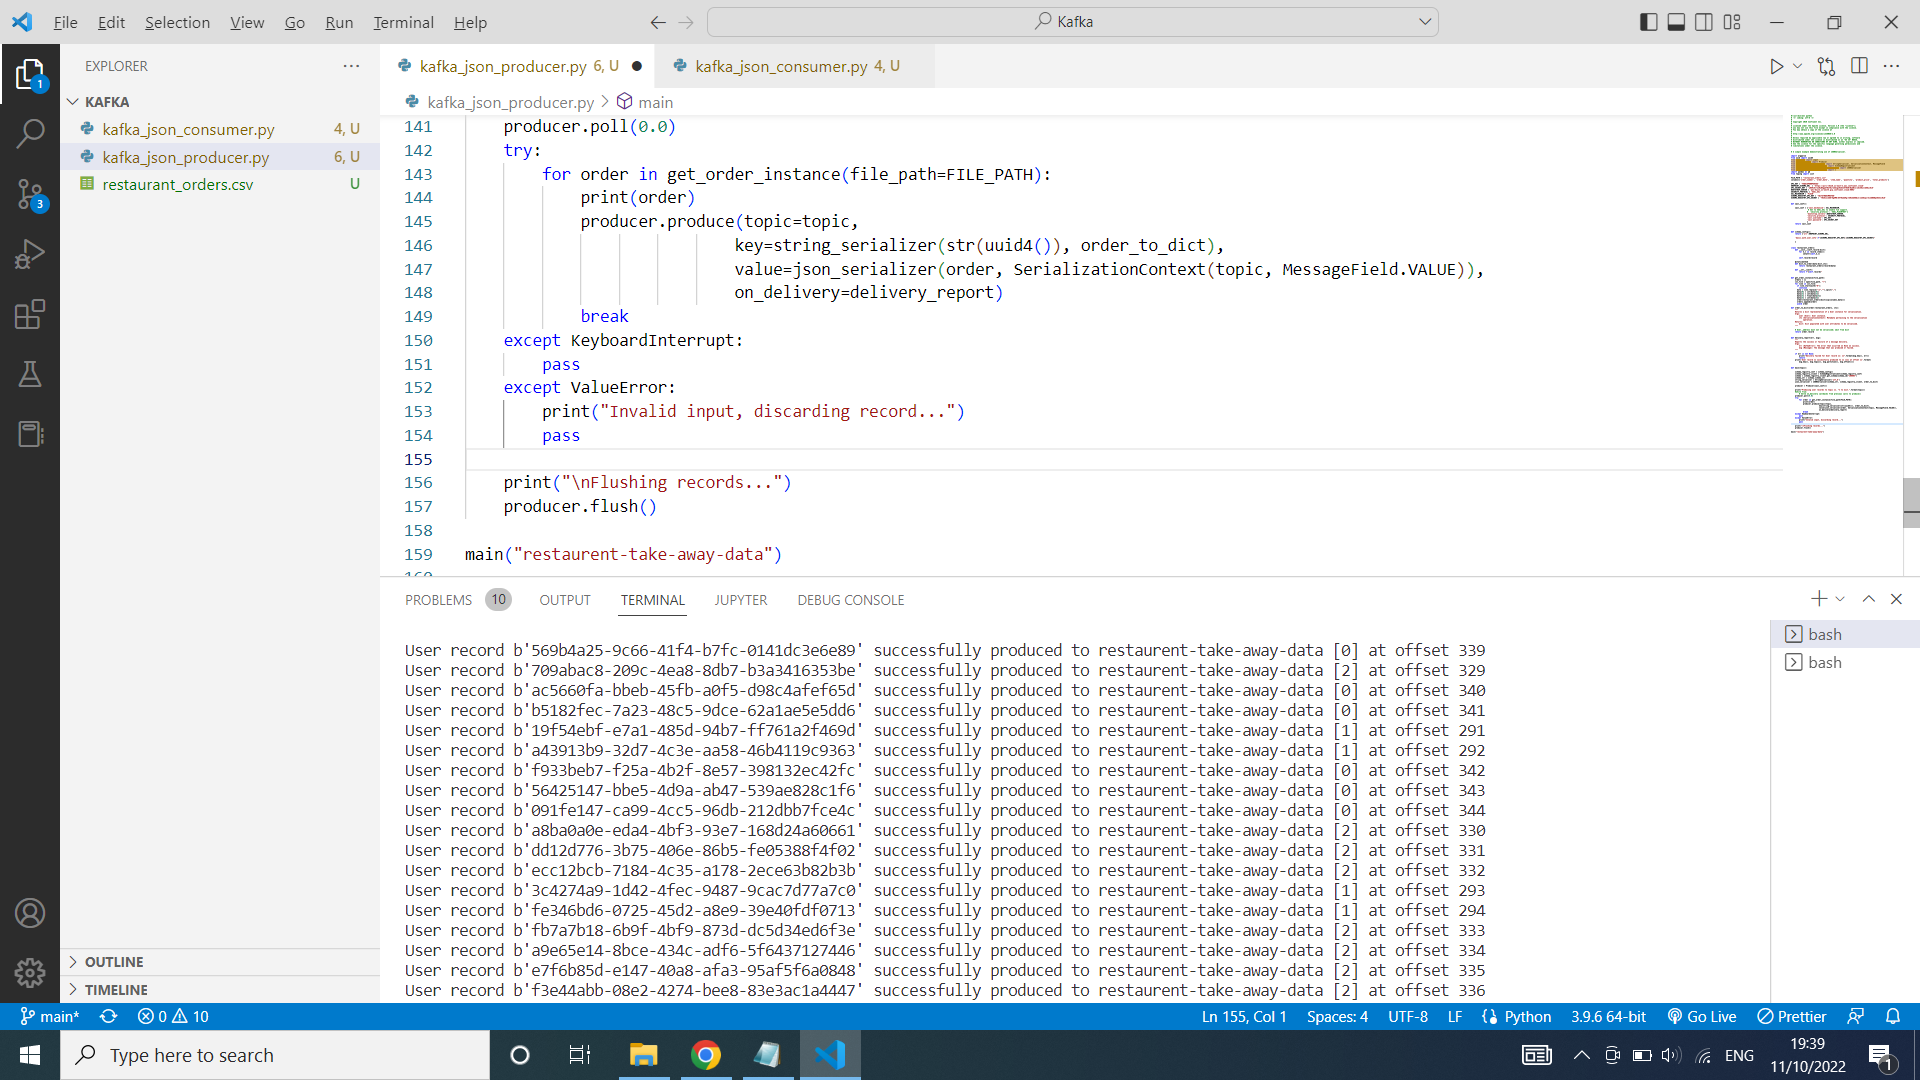 File Edit Selection View Go Run Terminal Help
Kafka
EXPLORER
KAFKA
kafka_json_consumer.py 4, U
kafka_json_producer.py 6, U
restaurant_orders.csv U
OUTLINE
TIMELINE
1
3
kafka_json_producer.py 6, U
kafka_json_consumer.py 4, U
kafka_json_producer.py > main
141 producer.poll(0.0)
142 try:
143 for order in get_order_instance(file_path=FILE_PATH):
144 print(order)
145 producer.produce(topic=topic,
146 key=string_serializer(str(uuid4()), order_to_dict),
147 value=json_serializer(order, SerializationContext(topic, MessageField.VALUE)),
148 on_delivery=delivery_report)
149 break
150 except KeyboardInterrupt:
151 pass
152 except ValueError:
153 print("Invalid input, discarding record...")
154 pass
155
156 print("\nFlushing records...")
157 producer.flush()
158
159 main("restaurent-take-away-data")
160
PROBLEMS 10 OUTPUT TERMINAL JUPYTER DEBUG CONSOLE
bash
bash
User record b'569b4a25-9c66-41f4-b7fc-0141dc3e6e89' successfully produced to restaurent-take-away-data [0] at offset 339
User record b'709abac8-209c-4ea8-8db7-b3a3416353be' successfully produced to restaurent-take-away-data [2] at offset 329
User record b'ac5660fa-bbeb-45fb-a0f5-d98c4afef65d' successfully produced to restaurent-take-away-data [0] at offset 340
User record b'b5182fec-7a23-48c5-9dce-62a1ae5e5dd6' successfully produced to restaurent-take-away-data [0] at offset 341
User record b'19f54ebf-e7a1-485d-94b7-ff761a2f469d' successfully produced to restaurent-take-away-data [1] at offset 291
User record b'a43913b9-32d7-4c3e-aa58-46b4119c9363' successfully produced to restaurent-take-away-data [1] at offset 292
User record b'f933beb7-f25a-4b2f-8e57-398132ec42fc' successfully produced to restaurent-take-away-data [0] at offset 342
User record b'56425147-bbe5-4d9a-ab47-539ae828c1f6' successfully produced to restaurent-take-away-data [0] at offset 343
User record b'091fe147-ca99-4cc5-96db-212dbb7fce4c' successfully produced to restaurent-take-away-data [0] at offset 344
User record b'a8ba0a0e-eda4-4bf3-93e7-168d24a60661' successfully produced to restaurent-take-away-data [2] at offset 330
User record b'dd12d776-3b75-406e-86b5-fe05388f4f02' successfully produced to restaurent-take-away-data [2] at offset 331
User record b'ecc12bcb-7184-4c35-a178-2ece63b82b3b' successfully produced to restaurent-take-away-data [2] at offset 332
User record b'3c4274a9-1d42-4fec-9487-9cac7d77a7c0' successfully produced to restaurent-take-away-data [1] at offset 293
User record b'fe346bd6-0725-45d2-a8e9-39e40fdf0713' successfully produced to restaurent-take-away-data [1] at offset 294
User record b'fb7a7b18-6b9f-4bf9-873d-dc5d34ed6f3e' successfully produced to restaurent-take-away-data [2] at offset 333
User record b'a9e65e14-8bce-434c-adf6-5f6437127446' successfully produced to restaurent-take-away-data [2] at offset 334
User record b'e7f6b85d-e147-40a8-afa3-95af5f6a0848' successfully produced to restaurent-take-away-data [2] at offset 335
User record b'f3e44abb-08e2-4274-bee8-83e3ac1a4447' successfully produced to restaurent-take-away-data [2] at offset 336
main* 0 10 Ln 155, Col 1 Spaces: 4 UTF-8 LF Python 3.9.6 64-bit Go Live Prettier
Type here to search
ENG
19:39
11/10/2022
1